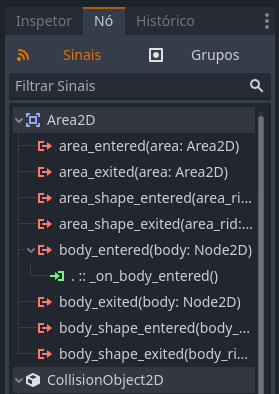 Inspetor Nó Histórico
Sinais Grupos
Filtrar Sinais
Area2D
area_entered(area: Area2D)
area_exited(area: Area2D)
area_shape_entered(area_ri...
area_shape_exited(area_rid:...
body_entered(body: Node2D)
. :: _on_body_entered()
body_exited(body: Node2D)
body_shape_entered(body_...
body_shape_exited(body_ri...
CollisionObject2D